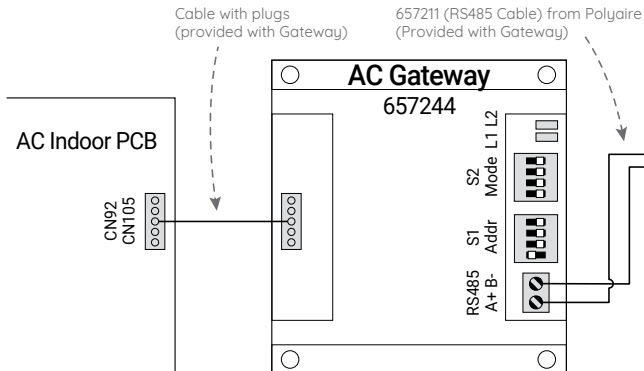 Cable with plugs
(provided with Gateway)
657211 (RS485 Cable) from Polyaire
(Provided with Gateway)
AC Gateway
657244
AC Indoor PCB
CN92
CN105
L1 L2
S2
Mode
S1
Addr
RS485
A+ B-